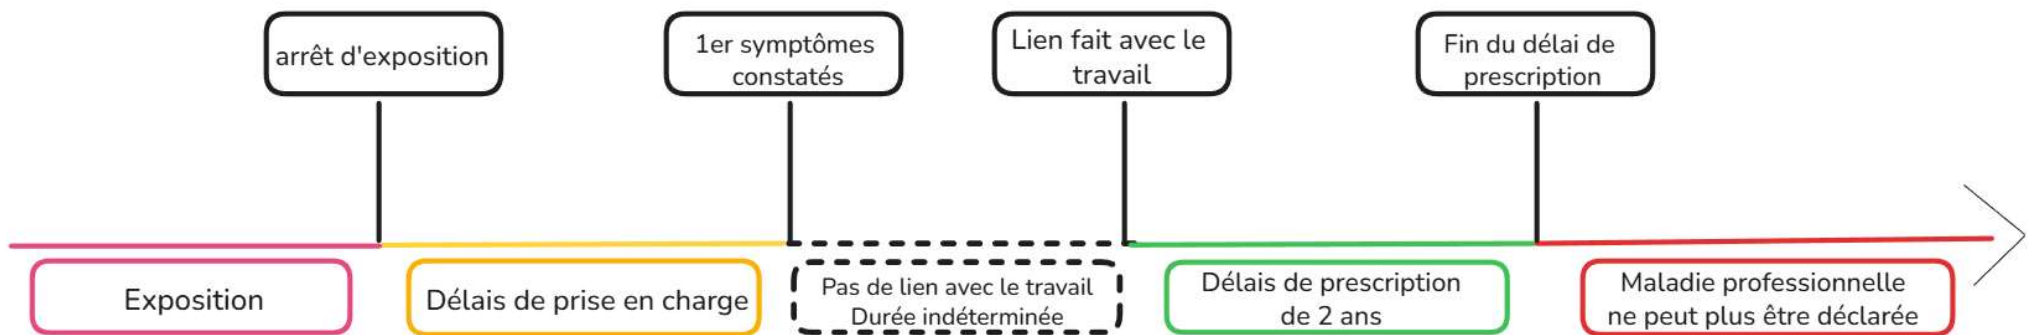 arrêt d'exposition
1er symptômes
constatés
Lien fait avec le
travail
Fin du délai de
prescription
Exposition
Délais de prise en charge
Pas de lien avec le travail
Durée indéterminée
Délais de prescription
de 2 ans
Maladie professionnelle
ne peut plus être déclarée